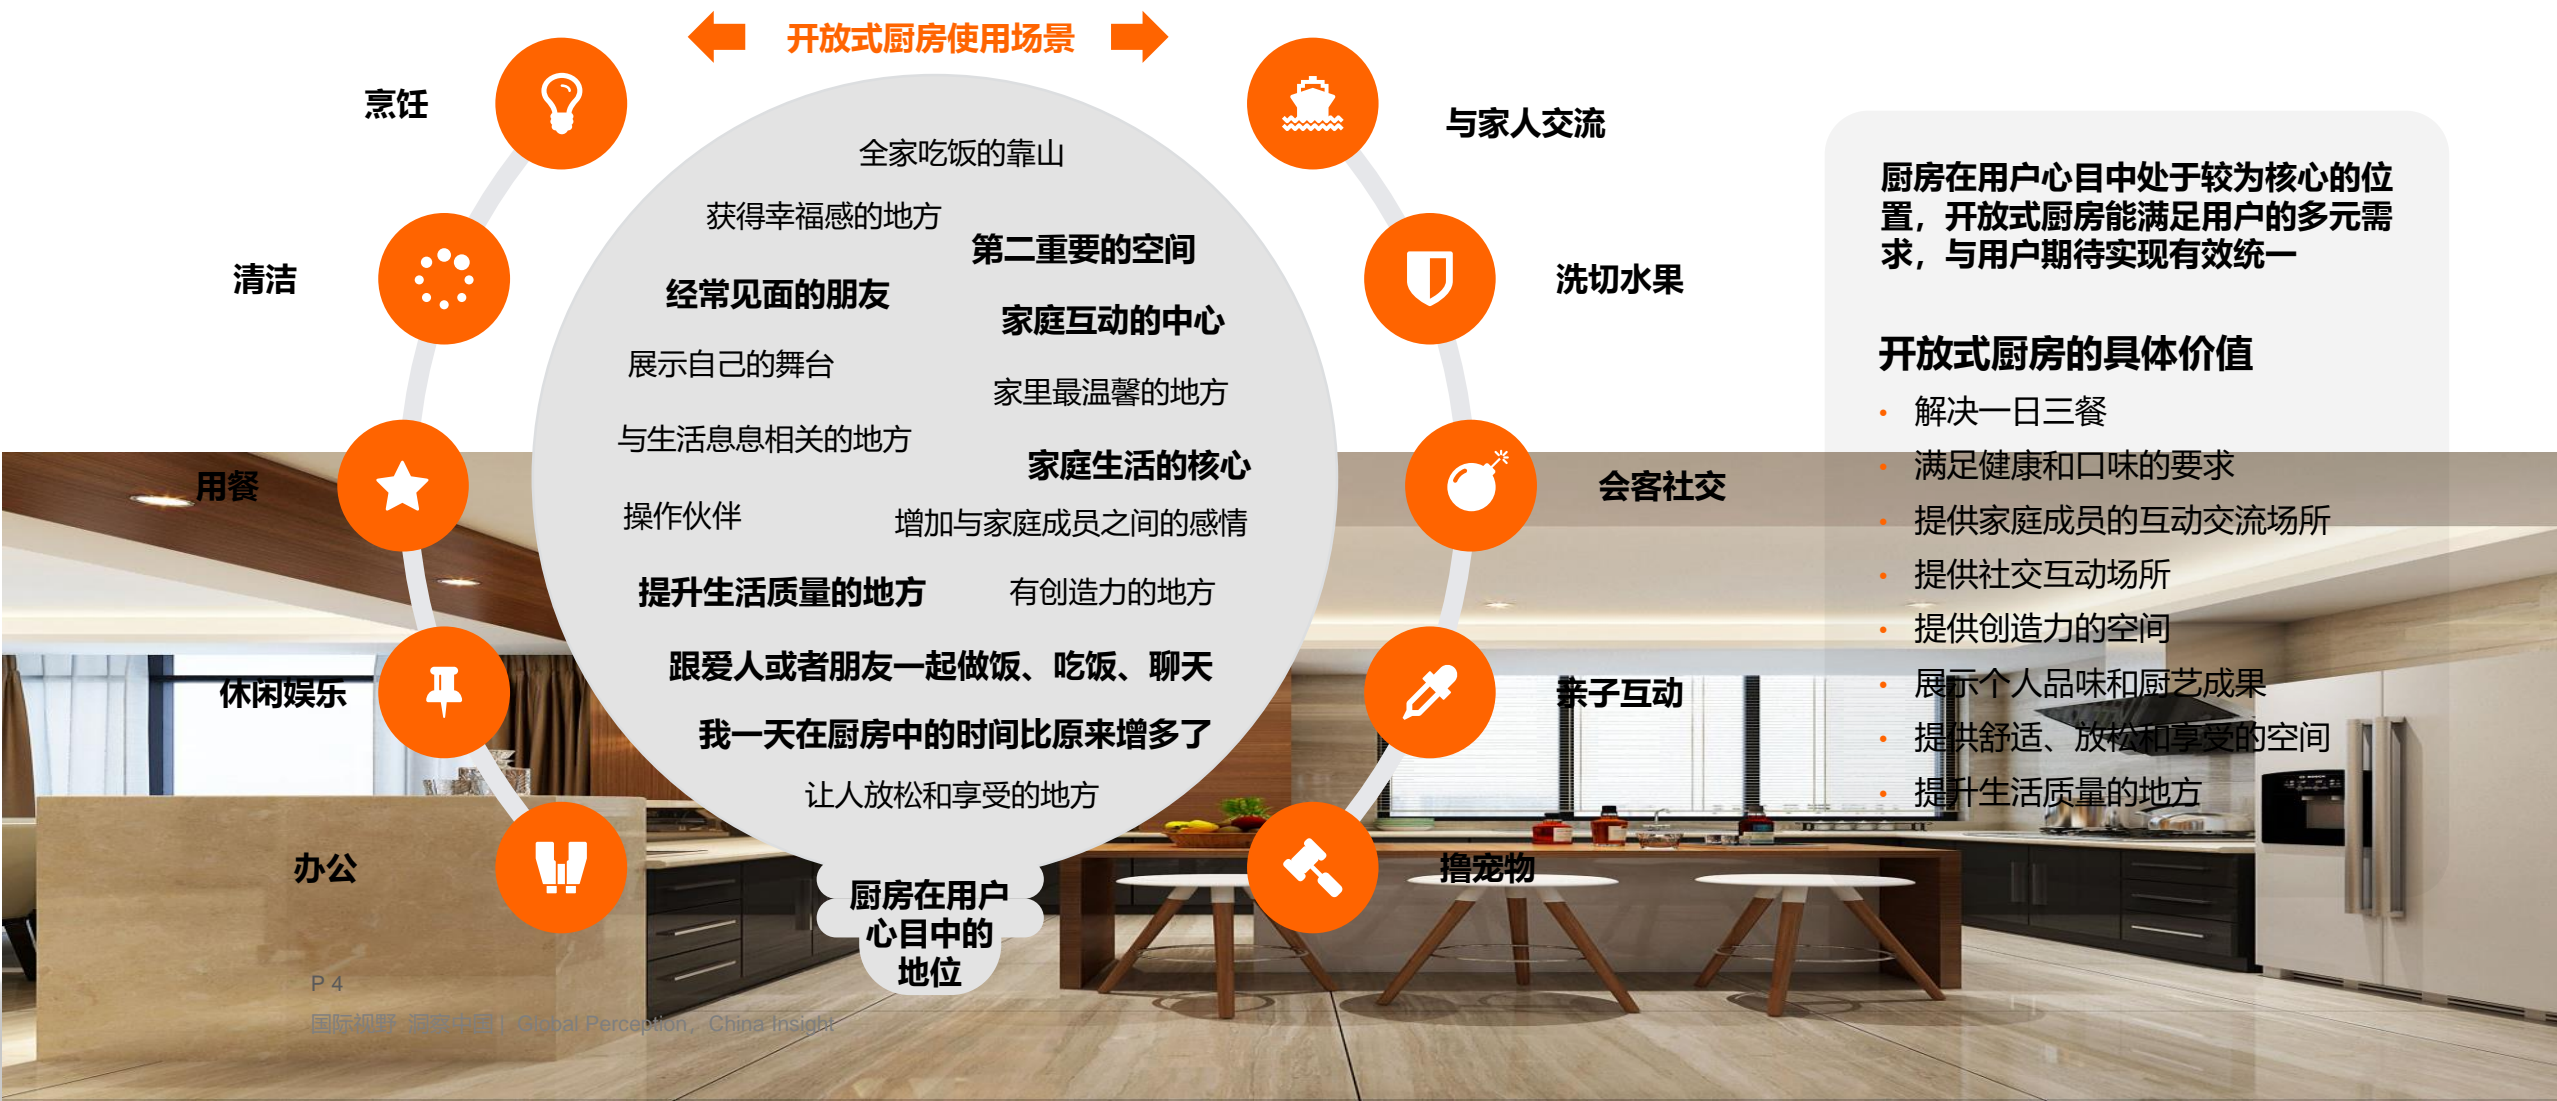 开放式厨房使用场景
烹饪
清洁
用餐
休闲娱乐
办公
全家吃饭的靠山
获得幸福感的地方
第二重要的空间
经常见面的朋友
家庭互动的中心
展示自己的舞台
家里最温馨的地方
与生活息息相关的地方
家庭生活的核心
操作伙伴
增加与家庭成员之间的感情
提升生活质量的地方
有创造力的地方
跟爱人或者朋友一起做饭、吃饭、聊天
我一天在厨房中的时间比原来增多了
让人放松和享受的地方
厨房在用户
心目中的
地位
与家人交流
洗切水果
会客社交
亲子互动
撸宠物
厨房在用户心目中处于较为核心的位
置，开放式厨房能满足用户的多元需
求，与用户期待实现有效统一
开放式厨房的具体价值
• 解决一日三餐
• 满足健康和口味的要求
• 提供家庭成员的互动交流场所
• 提供社交互动场所
• 提供创造力的空间
• 展示个人品味和厨艺成果
• 提供舒适、放松和享受的空间
• 提升生活质量的地方
P 4
国际视野 洞察中国 | Global Perception, China Insight